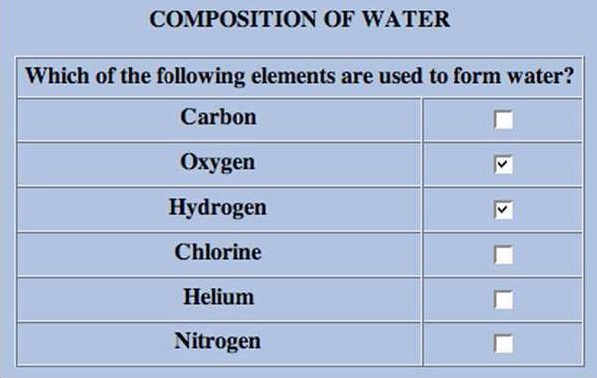 COMPOSITION OF WATER
Which of the following elements are used to form water?
Carbon
Oxygen
Hydrogen
Chlorine
Helium
Nitrogen